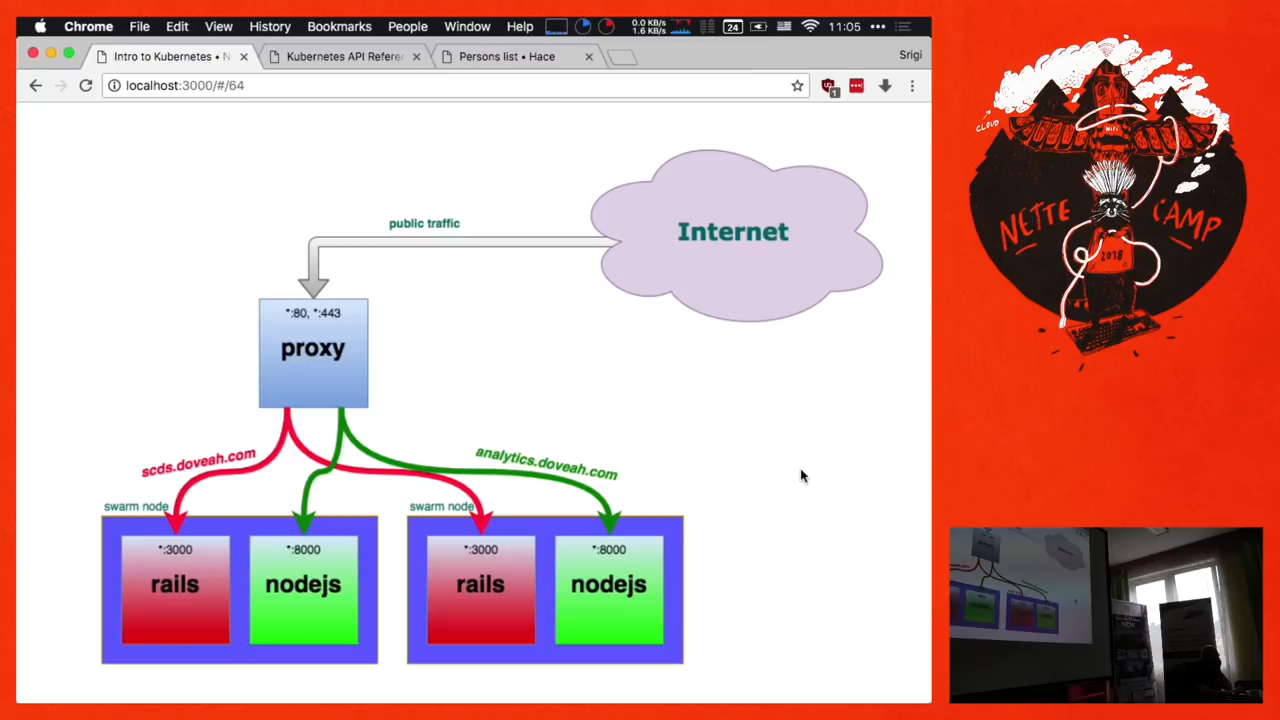 Chrome File Edit View History Bookmarks People Window Help 0.0 KB/s 1.6 KB/s 24 11:05
Intro to Kubernetes • N Kubernetes API Referen Persons list • Hace Srigi
localhost:3000/#/64
1
public traffic
Internet
*:80, *:443
proxy
scds.doveah.com
analytics.doveah.com
swarm node
swarm node
*:3000
*:8000
*:3000
*:8000
rails
nodejs
rails
nodejs
CLOUD
WiFi
NETTE CAMP
2018